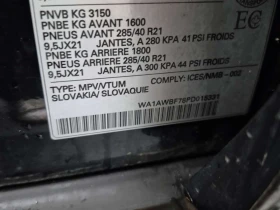 PNVB KG 3150
PNBE KG AVANT 1600
PNEUS AVANT 285/40 R21
9,5JX21 JANTES, A 280 KPA 41 PSI FROIDS
PNBE KG ARRIERE 1800
PNEUS ARRIERE 285/40 R21
9,5JX21 JANTES, A 300 KPA 44 PSI FROIDS
EC
COMPLY: ICES/NMB-002
TYPE: MPV/VTUM
SLOVAKIA/SLOVAQUIE